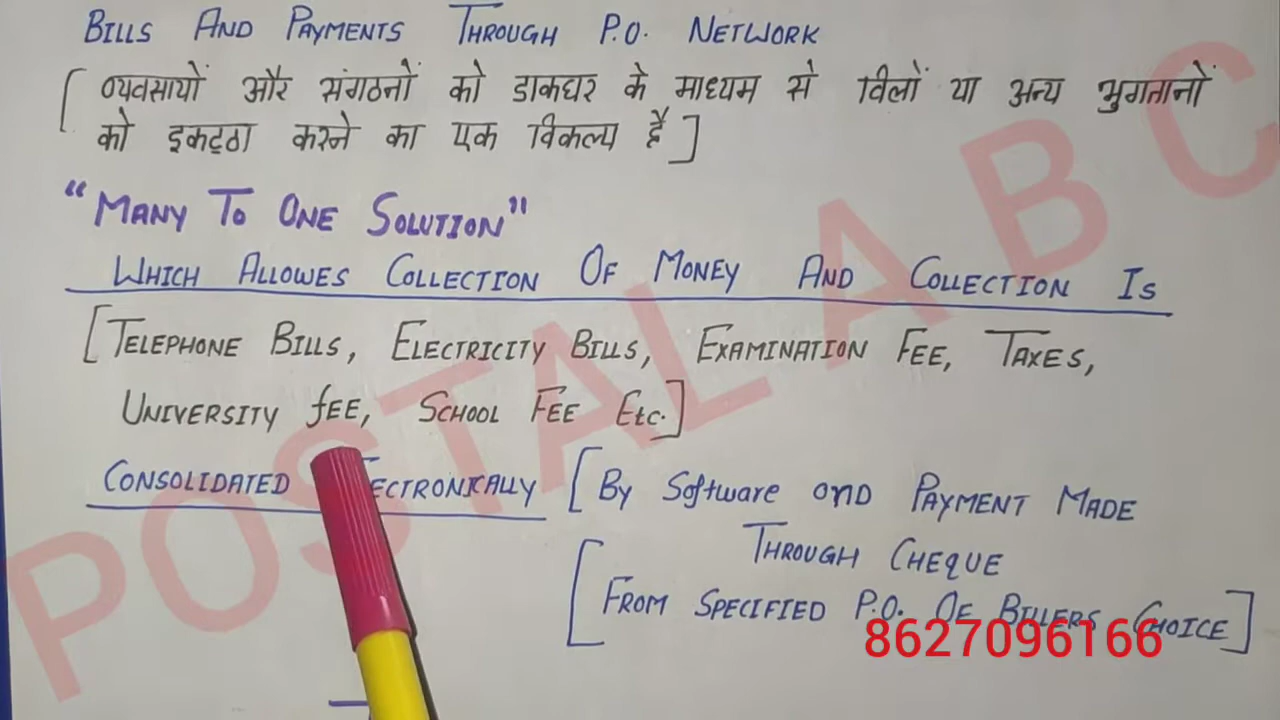 BILLS AND PAYMENTS THROUGH P.O. NETWORK
[व्यवसायों और संगठनों को डाकघर के माध्यम से विलों या अन्य भुगतानों
को इकट्ठा करने का एक विकल्प है]
"MANY TO ONE SOLUTION"
WHICH ALLOWES COLLECTION OF MONEY AND COLLECTION IS
[TELEPHONE BILLS, ELECTRICITY BILLS, EXAMINATION FEE, TAXES,
UNIVERSITY fEE, SCHOOL FEE Etc.]
CONSOLIDATED ECTRONICALLY [By Software and PAYMENT MADE
THROUGH CHEQUE
[FROM SPECIFIED P.O. OF BILLERS CHOICE]
8627096166
POSTAL ABC